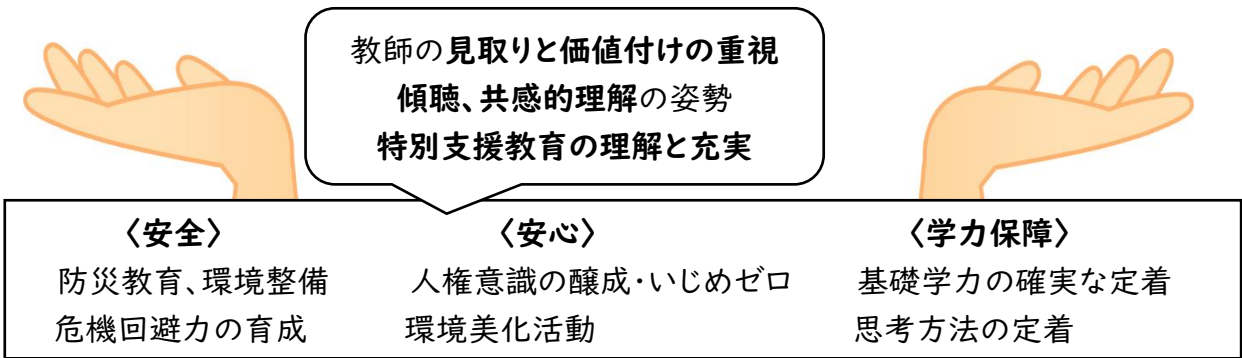 教師の見取りと価値付けの重視
傾聴、共感的理解の姿勢
特別支援教育の理解と充実
〈安全〉 〈安心〉 〈学力保障〉
防災教育、環境整備 人権意識の醸成・いじめゼロ 基礎学力の確実な定着
危機回避力の育成 環境美化活動 思考方法の定着